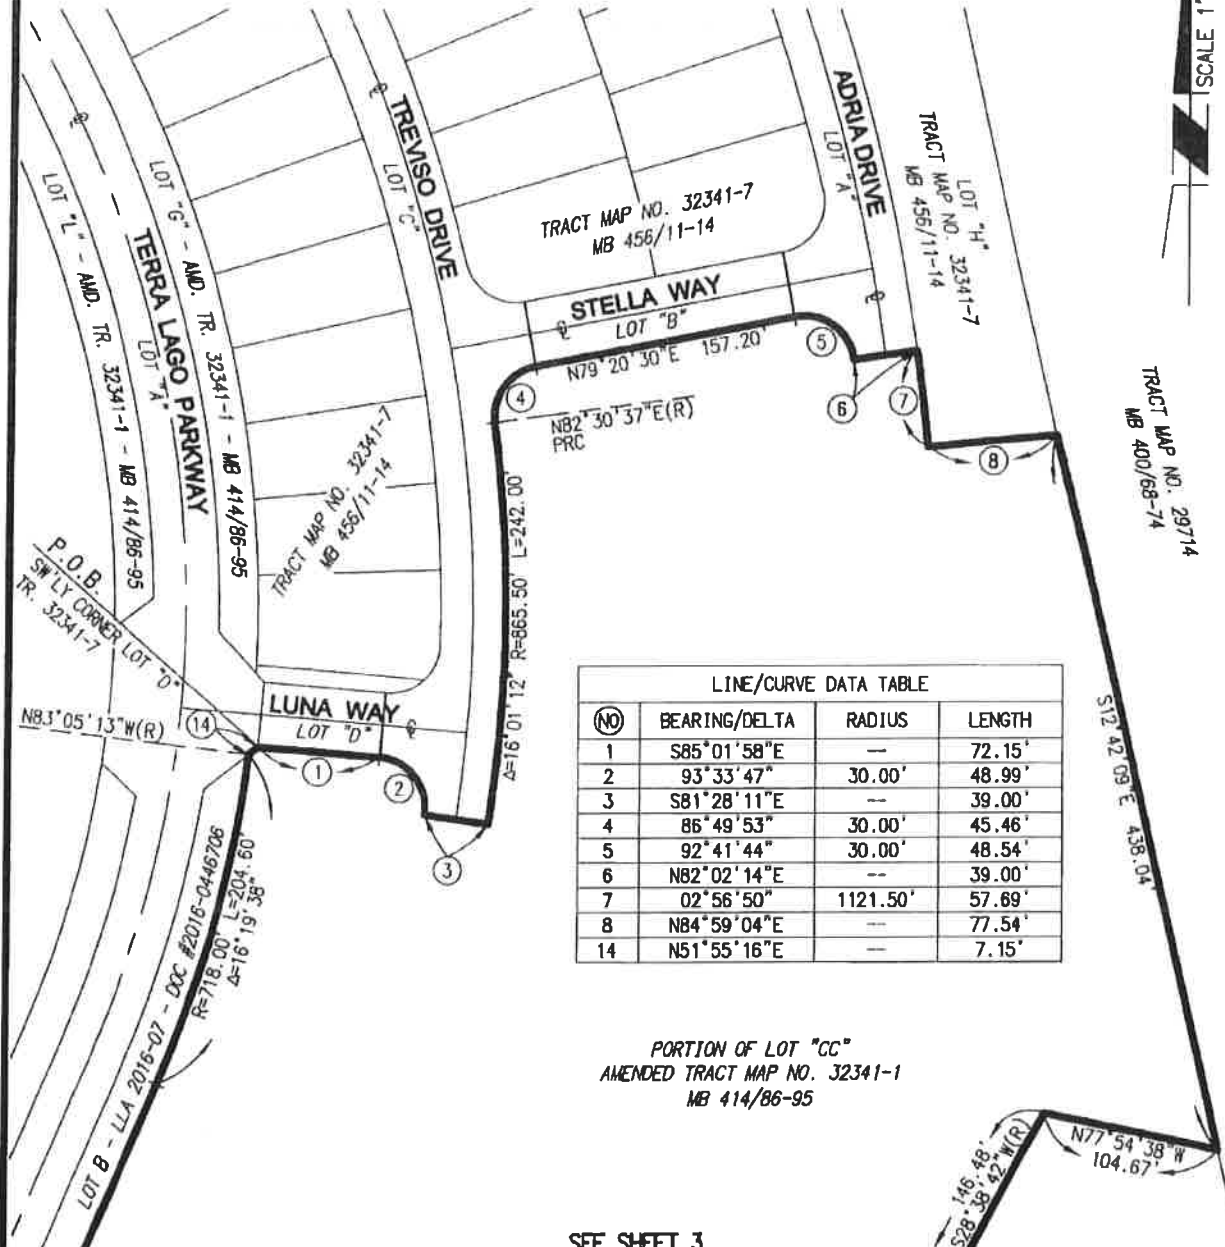 SCALE 1"
ADRIA DRIVE
LOT "A"
LOT "H"
TRACT MAP NO. 32341-7
MB 456/11-14
TREVISO DRIVE
LOT "C"
TRACT MAP NO. 32341-7
MB 456/11-14
LOT "G" - AMD. TR. 32341-1 - MB 414/86-95
TERRA LAGO PARKWAY
LOT "A"
LOT "L" - AMD. TR. 32341-1 - MB 414/86-95
STELLA WAY
LOT "B"
N79°20'30"E 157.20'
4
5
6
7
8
N82°30'37"E(R)
PRC
TRACT MAP NO. 29714
MB 400/68-74
TRACT MAP NO. 32341-7
MB 456/11-14
Δ=16°01'12" R=865.50' L=242.00'
P.O.B.
SW'LY CORNER LOT "D"
TR. 32341-7
N83°05'13"W(R)
14
LUNA WAY
LOT "D"
1
2
3
S12°42'09"E 438.04'
LINE/CURVE DATA TABLE
NO BEARING/DELTA RADIUS LENGTH
1 S85°01'58"E -- 72.15'
2 93°33'47" 30.00' 48.99'
3 S81°28'11"E -- 39.00'
4 86°49'53" 30.00' 45.46'
5 92°41'44" 30.00' 48.54'
6 N82°02'14"E -- 39.00'
7 02°56'50" 1121.50' 57.69'
8 N84°59'04"E -- 77.54'
14 N51°55'16"E -- 7.15'
LOT B - LLA 2016-07 - DOC #2016-0446706
R=718.00' L=204.60'
Δ=16°19'38"
PORTION OF LOT "CC"
AMENDED TRACT MAP NO. 32341-1
MB 414/86-95
N77°54'38"W
104.67'
146.48'
S28°38'42"W(R)
SEE SHEET 3